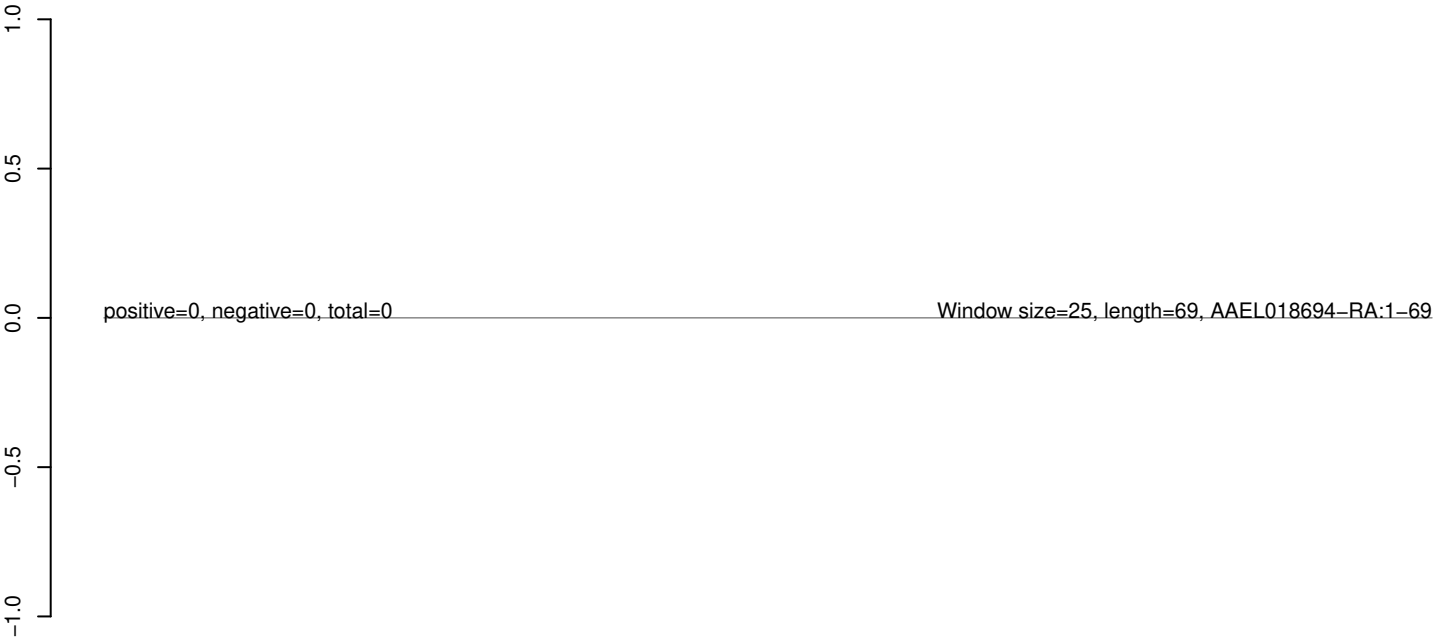 1.0
0.5
0.0
−0.5
−1.0
positive=0, negative=0, total=0
Window size=25, length=69, AAEL018694−RA:1−69